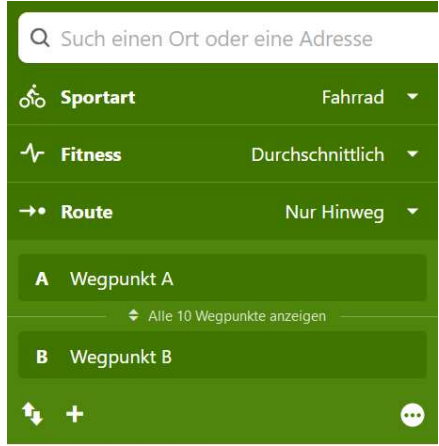 Such einen Ort oder eine Adresse
Sportart Fahrrad
Fitness Durchschnittlich
Route Nur Hinweg
A Wegpunkt A
Alle 10 Wegpunkte anzeigen
B Wegpunkt B